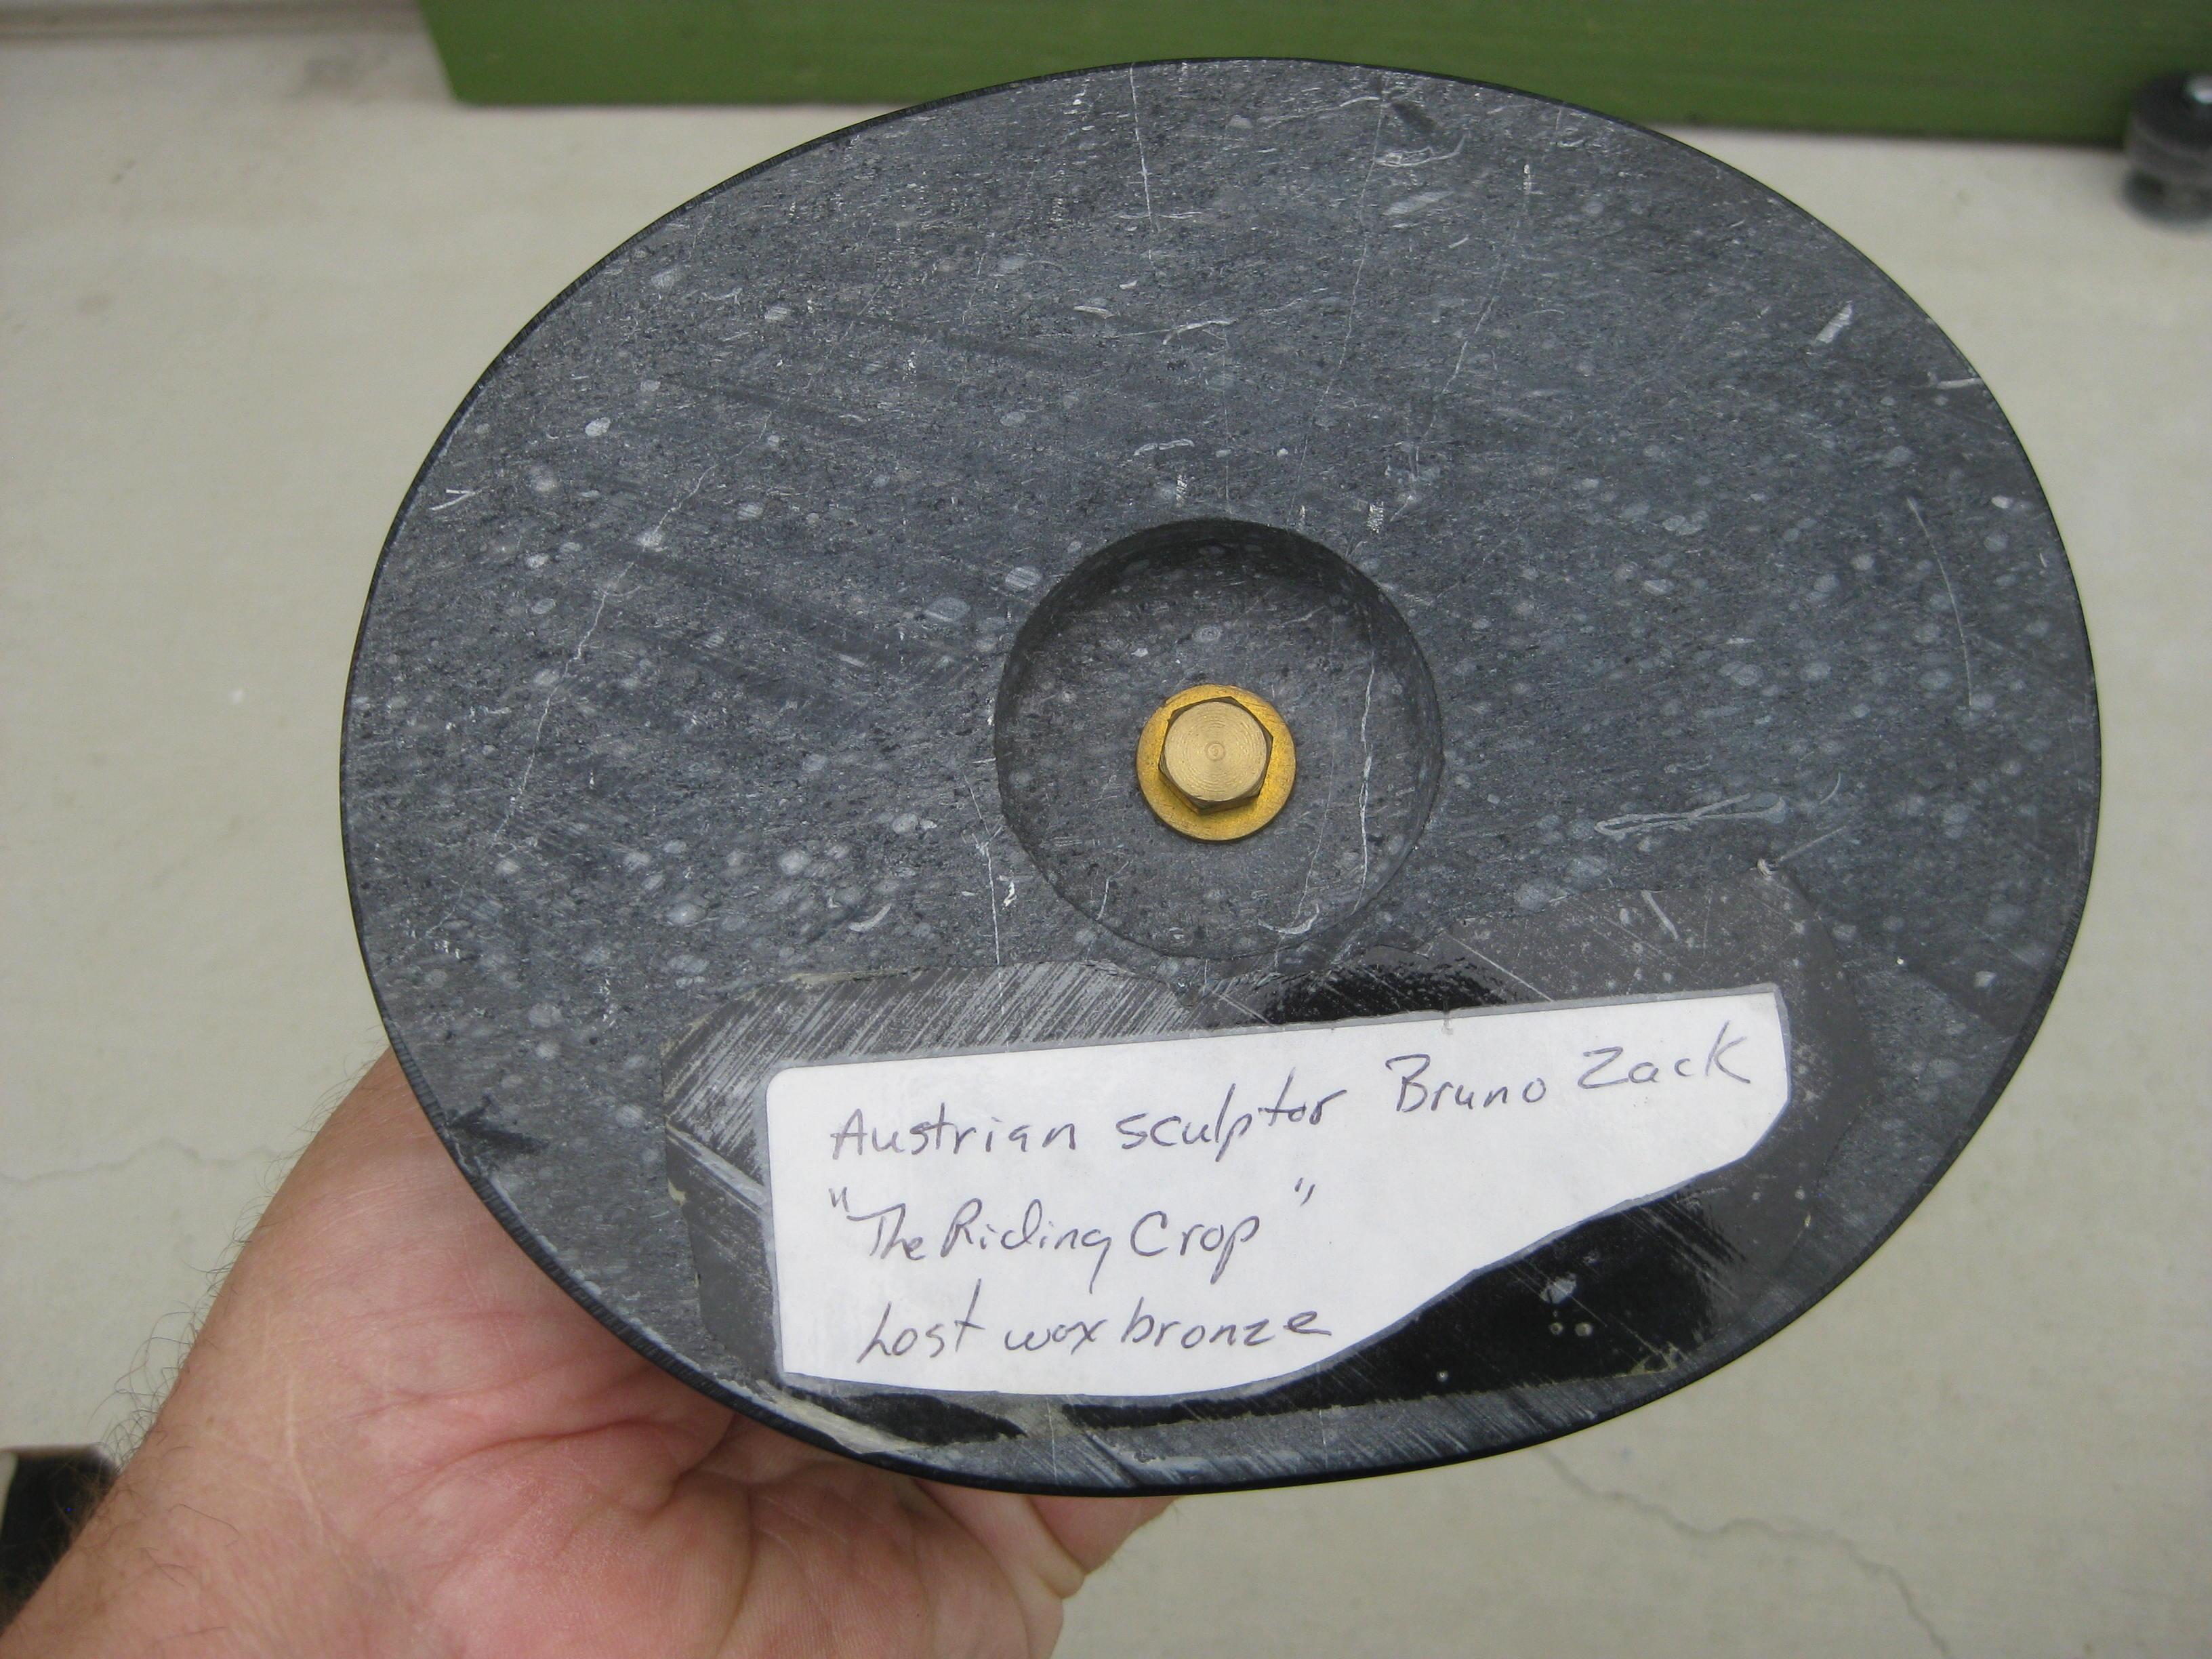 Austrian sculptor Bruno Zack
"The Riding Crop"
Lost wax bronze